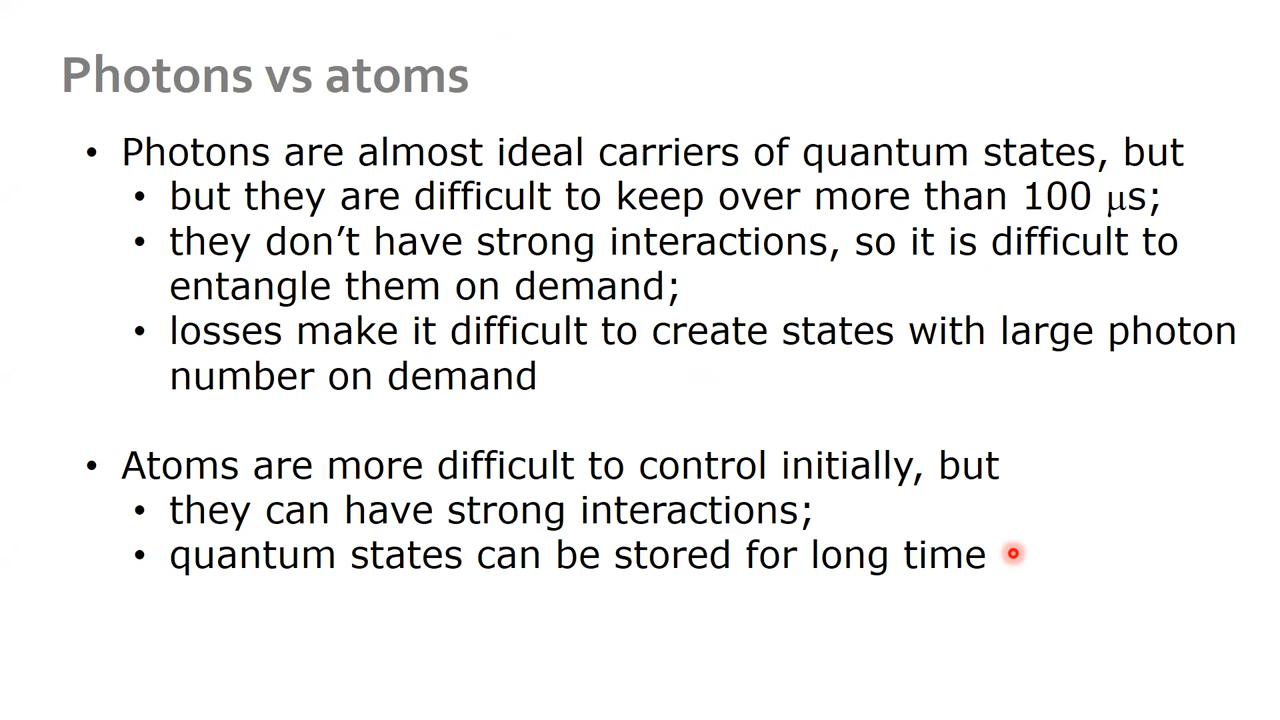 Photons vs atoms
• Photons are almost ideal carriers of quantum states, but
• but they are difficult to keep over more than 100 μs;
• they don’t have strong interactions, so it is difficult to
entangle them on demand;
• losses make it difficult to create states with large photon
number on demand
• Atoms are more difficult to control initially, but
• they can have strong interactions;
• quantum states can be stored for long time